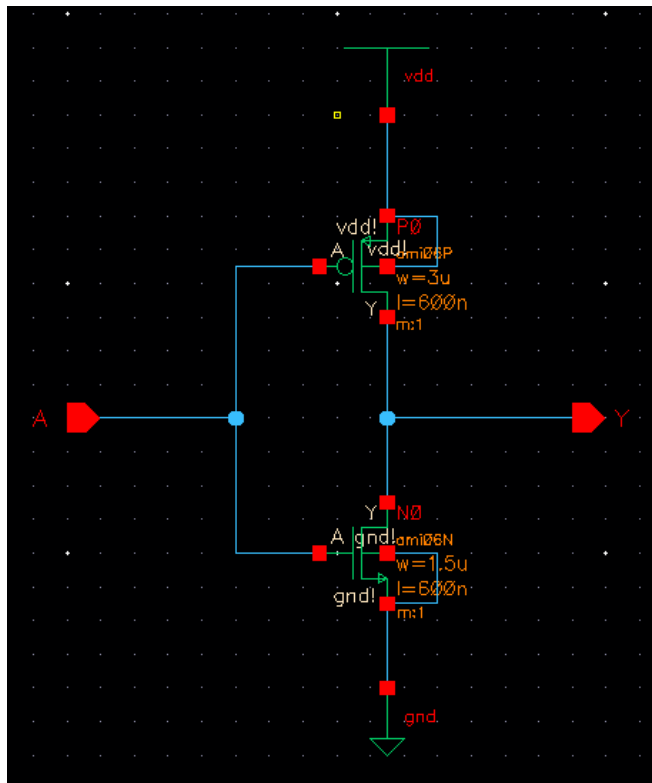 vdd
vdd!
P0
A
vdd!
ami06P
w=3u
l=600n
Y
m:1
A
Y
Y
N0
A
gnd!
ami06N
w=1.5u
l=600n
gnd!
m:1
gnd